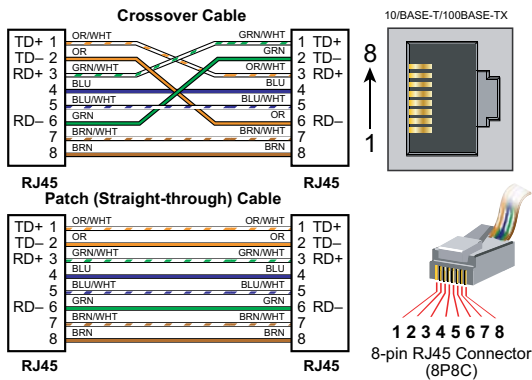 Crossover Cable
TD+ 1 OR/WHT GRN/WHT 1 TD+
TD– 2 OR GRN 2 TD–
RD+ 3 GRN/WHT OR/WHT 3 RD+
4 BLU BLU 4
5 BLU/WHT BLU/WHT 5
RD– 6 GRN OR 6 RD–
7 BRN/WHT BRN/WHT 7
8 BRN BRN 8
RJ45 RJ45
10/BASE-T/100BASE-TX
8
1
Patch (Straight-through) Cable
TD+ 1 OR/WHT OR/WHT 1 TD+
TD– 2 OR OR 2 TD–
RD+ 3 GRN/WHT GRN/WHT 3 RD+
4 BLU BLU 4
5 BLU/WHT BLU/WHT 5
RD– 6 GRN GRN 6 RD–
7 BRN/WHT BRN/WHT 7
8 BRN BRN 8
RJ45 RJ45
1 2 3 4 5 6 7 8
8-pin RJ45 Connector
(8P8C)